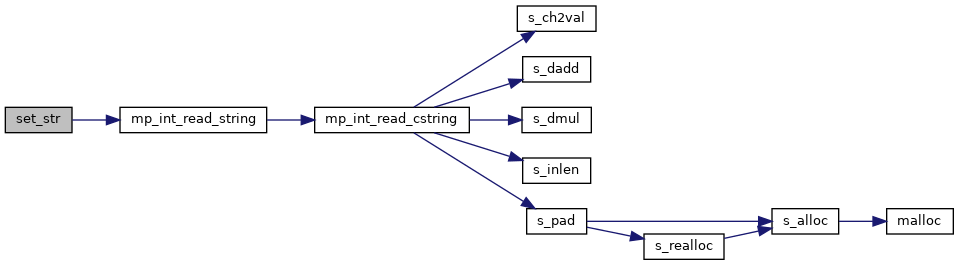 set_str
mp_int_read_string
mp_int_read_cstring
s_ch2val
s_dadd
s_dmul
s_inlen
s_pad
s_realloc
s_alloc
malloc